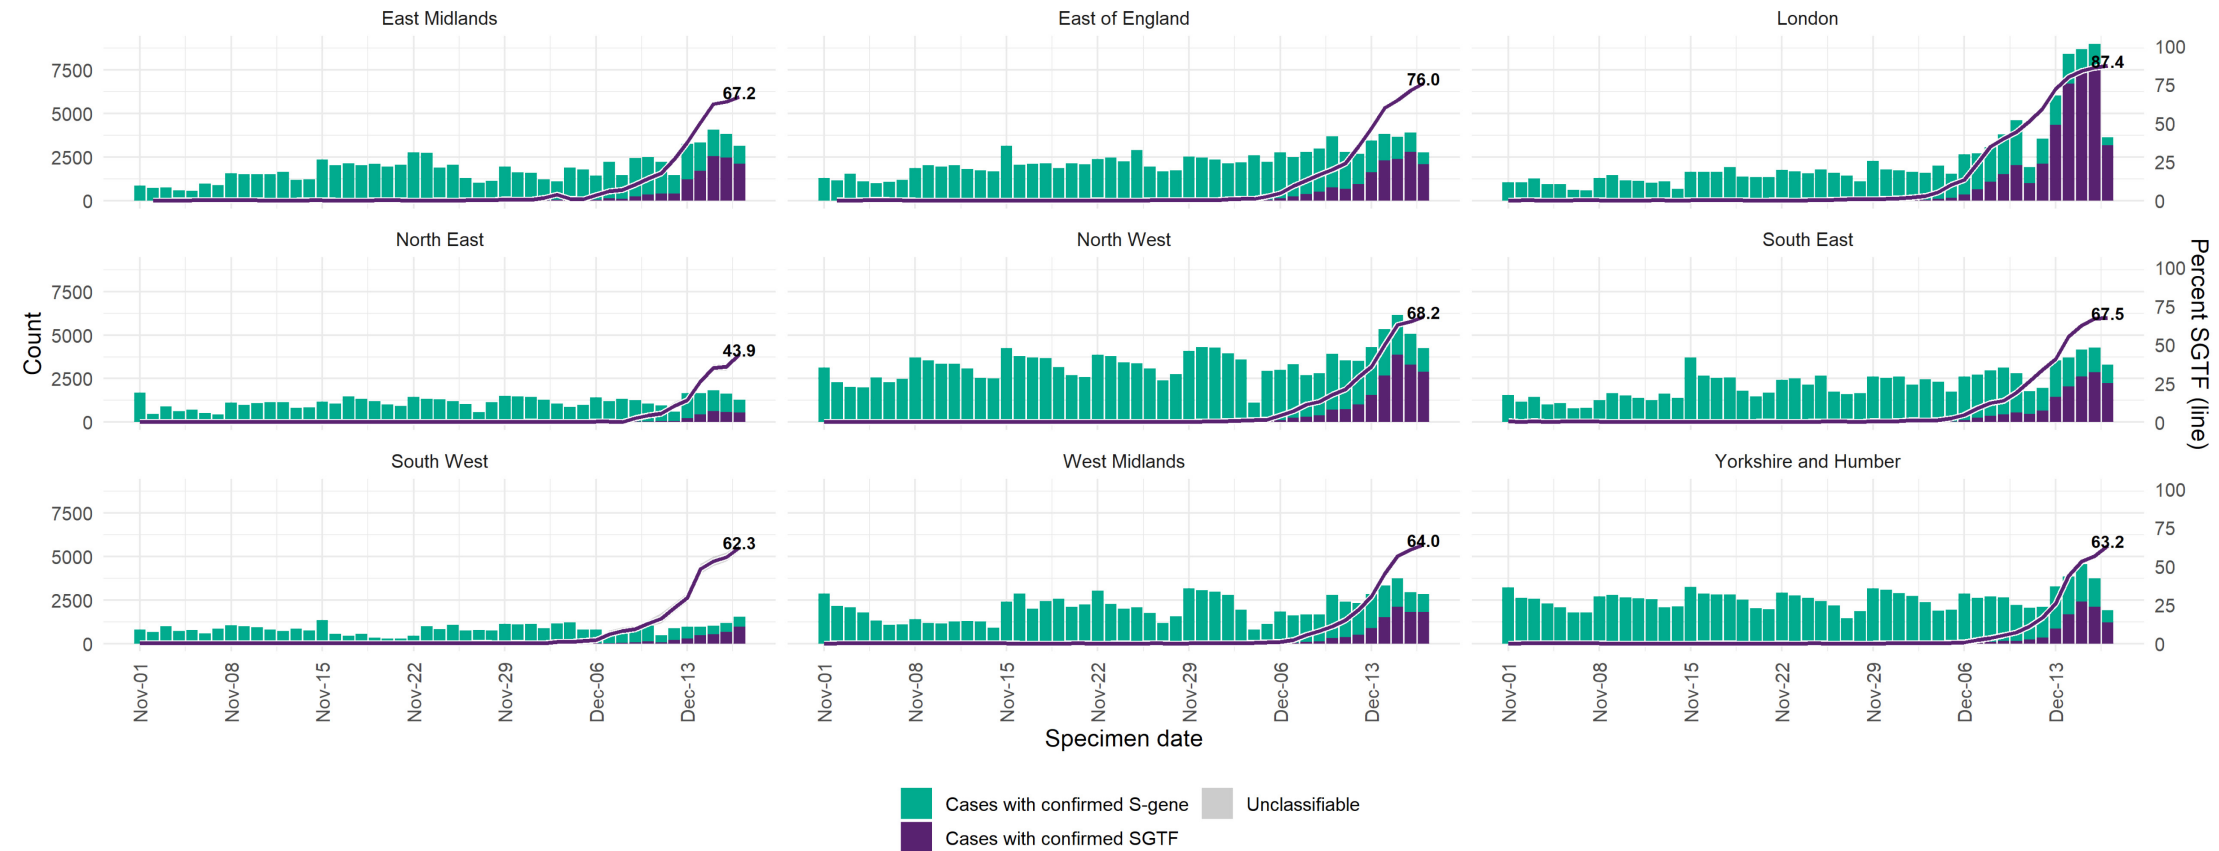 East Midlands
East of England
London
7500
5000
2500
0
67.2
76.0
87.4
100
75
50
25
0
North East
North West
South East
7500
5000
2500
0
43.9
68.2
67.5
100
75
50
25
0
Count
Percent SGTF (line)
South West
West Midlands
Yorkshire and Humber
7500
5000
2500
0
62.3
64.0
63.2
100
75
50
25
0
Nov-01
Nov-08
Nov-15
Nov-22
Nov-29
Dec-06
Dec-13
Nov-01
Nov-08
Nov-15
Nov-22
Nov-29
Dec-06
Dec-13
Nov-01
Nov-08
Nov-15
Nov-22
Nov-29
Dec-06
Dec-13
Specimen date
Cases with confirmed S-gene
Unclassifiable
Cases with confirmed SGTF